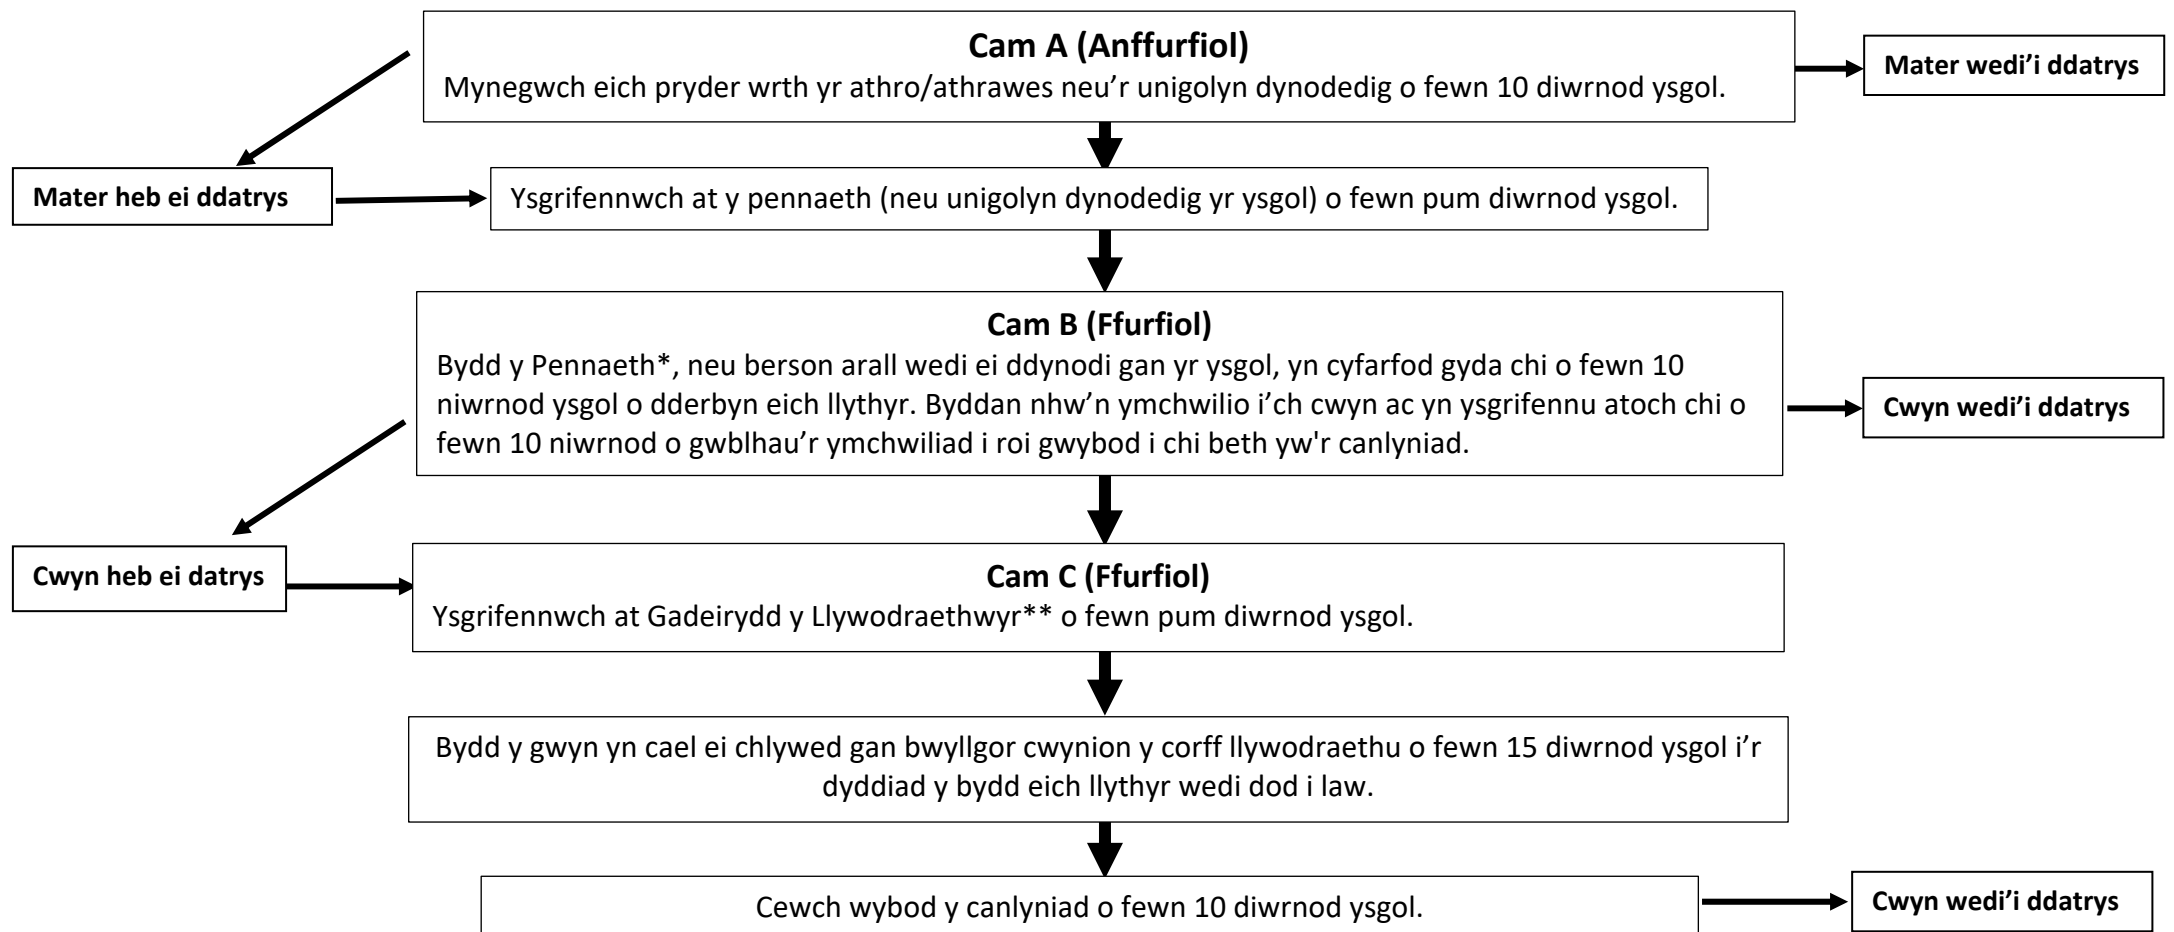 Cam A (Anffurfiol)
Mynegwch eich pryder wrth yr athro/athrawes neu'r unigolyn dynodedig o fewn 10 diwrnod ysgol.
Mater wedi'i ddatrys
Mater heb ei ddatrys
Ysgrifennwch at y pennaeth (neu unigolyn dynodedig yr ysgol) o fewn pum diwrnod ysgol.
Cam B (Ffurfiol)
Bydd y Pennaeth*, neu berson arall wedi ei ddynodi gan yr ysgol, yn cyfarfod gyda chi o fewn 10
niwrnod ysgol o dderbyn eich llythyr. Byddan nhw'n ymchwilio i'ch cwyn ac yn ysgrifennu atoch chi o
fewn 10 niwrnod o gwblhau'r ymchwiliad i roi gwybod i chi beth yw'r canlyniad.
Cwyn wedi'i ddatrys
Cwyn heb ei datrys
Cam C (Ffurfiol)
Ysgrifennwch at Gadeirydd y Llywodraethwyr** o fewn pum diwrnod ysgol.
Bydd y gwyn yn cael ei chlywed gan bwyllgor cwynion y corff llywodraethu o fewn 15 diwrnod ysgol i'r
dyddiad y bydd eich llythyr wedi dod i law.
Cewch wybod y canlyniad o fewn 10 diwrnod ysgol.
Cwyn wedi'i ddatrys